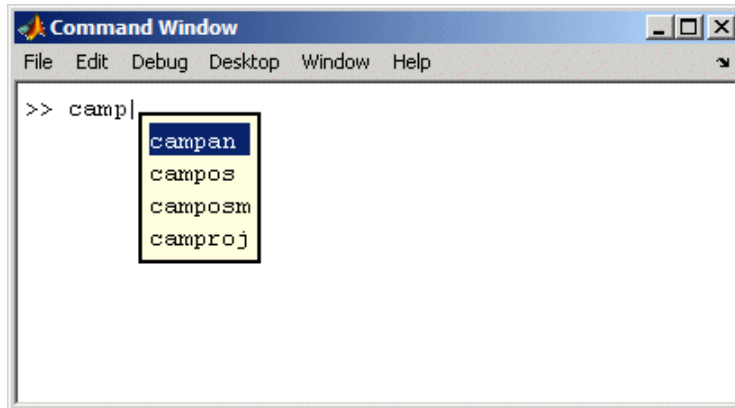 Command Window
File Edit Debug Desktop Window Help
>> camp
campan
campos
camposm
camproj